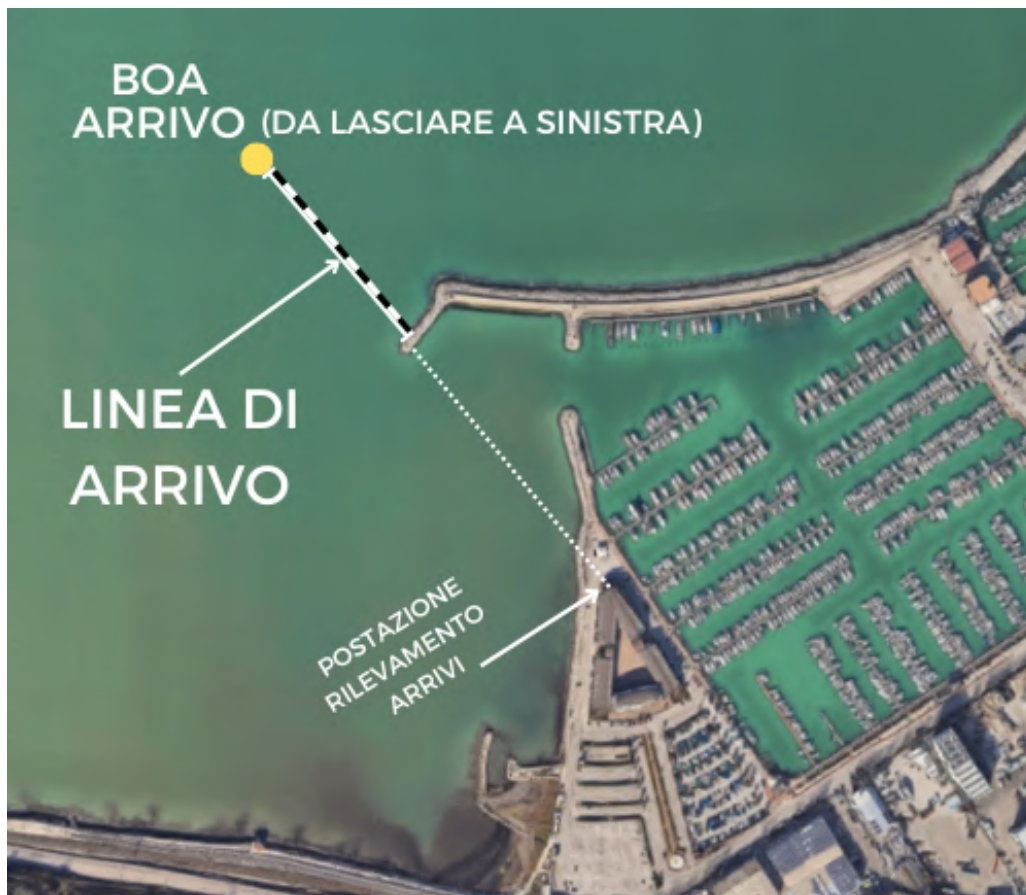 BOA
ARRIVO (DA LASCIARE A SINISTRA)
LINEA DI
ARRIVO
POSTAZIONE
RILEVAMENTO
ARRIVI